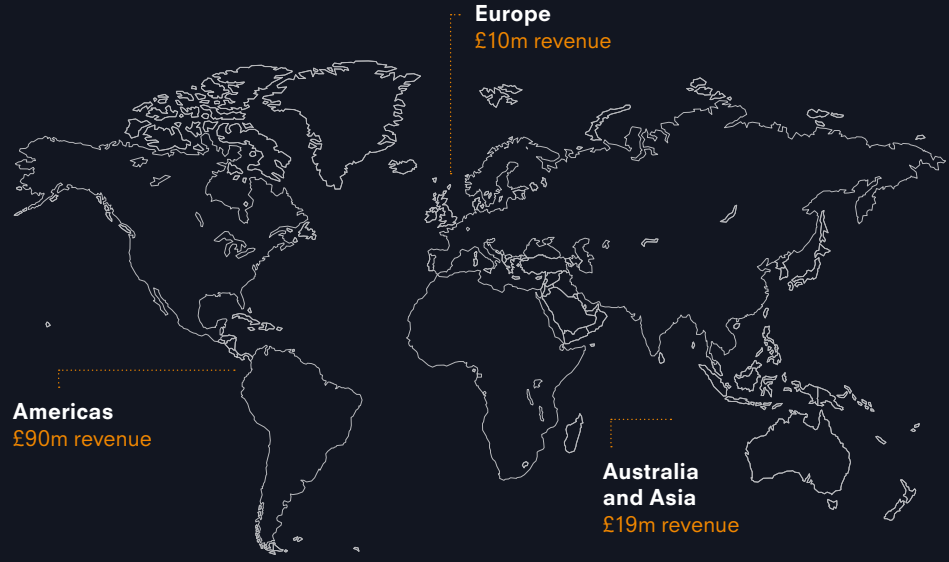 Europe
£10m revenue
Americas
£90m revenue
Australia
and Asia
£19m revenue